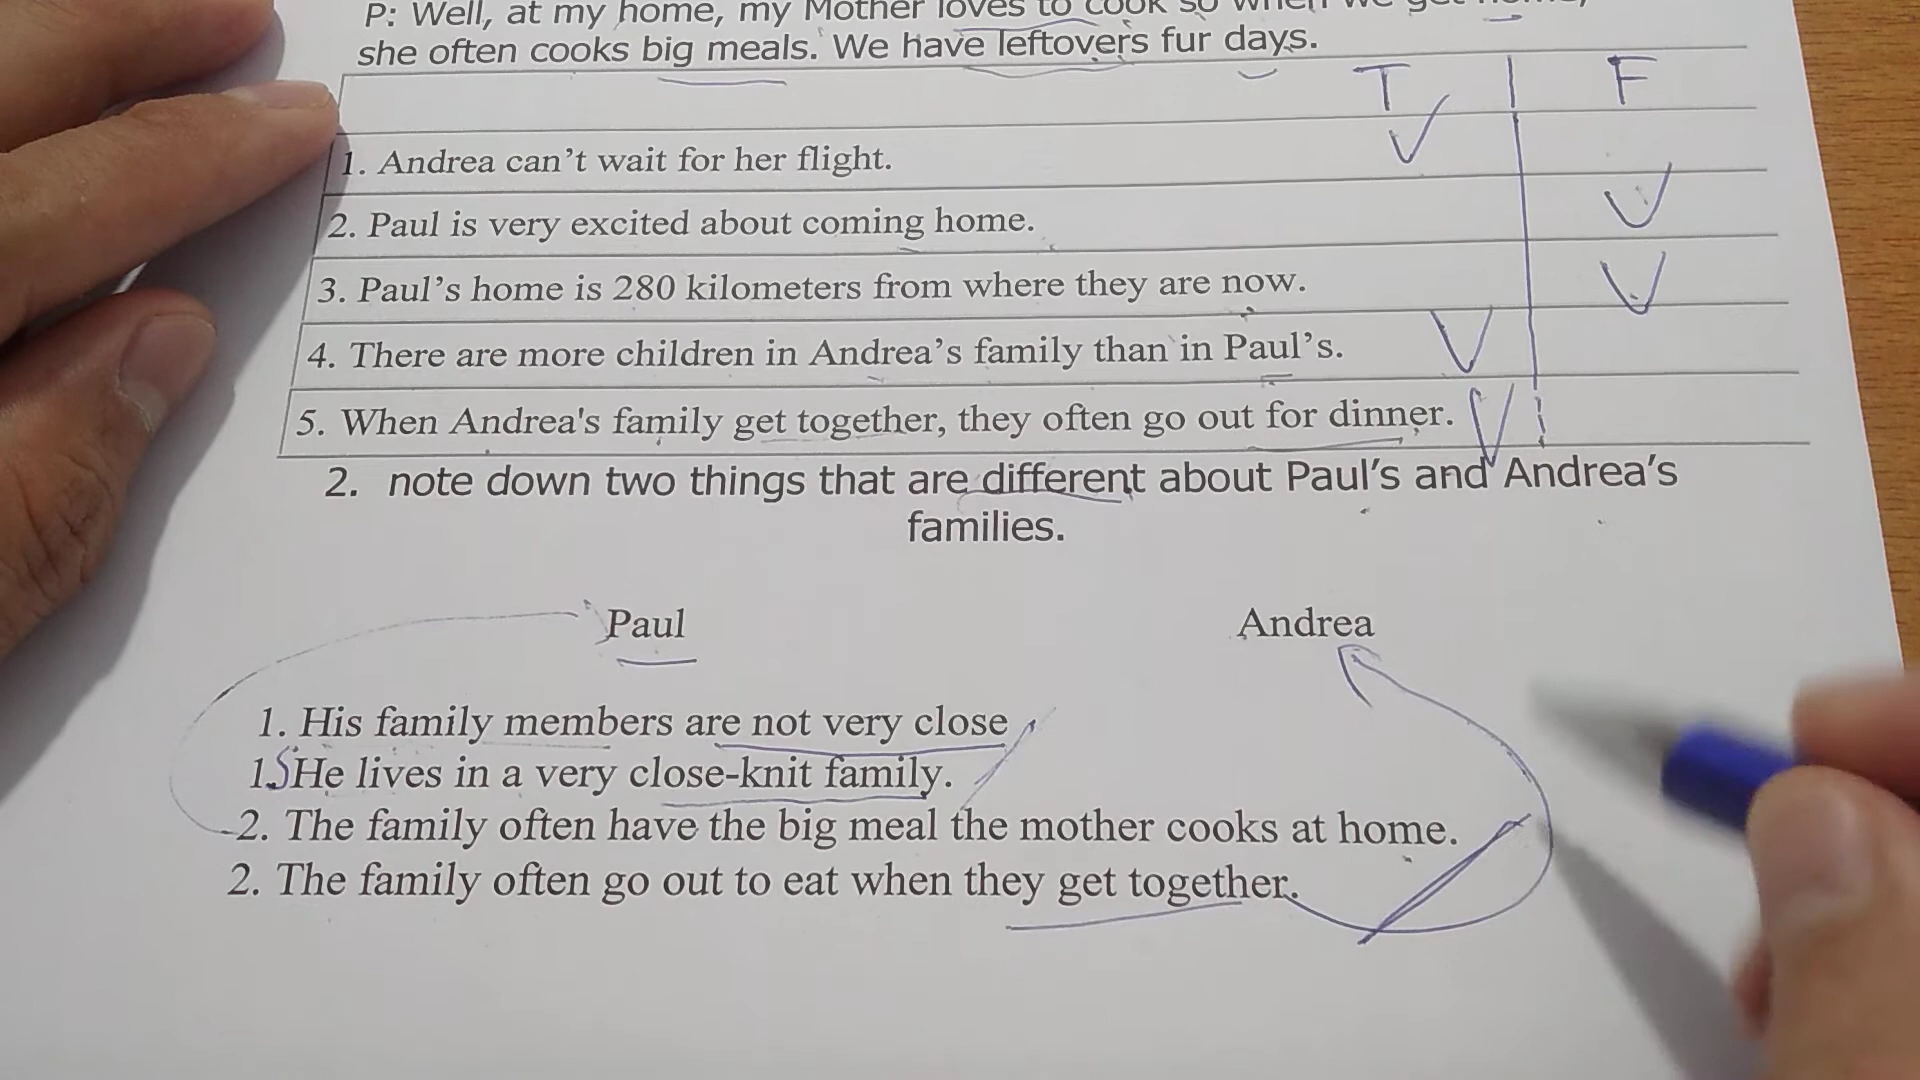 P: Well, at my home, my Mother loves to cook so when we get home,
she often cooks big meals. We have leftovers fur days.
T | F
1. Andrea can't wait for her flight. V
2. Paul is very excited about coming home. V
3. Paul's home is 280 kilometers from where they are now. V
4. There are more children in Andrea's family than in Paul's. V
5. When Andrea's family get together, they often go out for dinner. V
2. note down two things that are different about Paul's and Andrea's
families.
Paul Andrea
1. His family members are not very close
1.SHe lives in a very close-knit family.
2. The family often have the big meal the mother cooks at home.
2. The family often go out to eat when they get together.